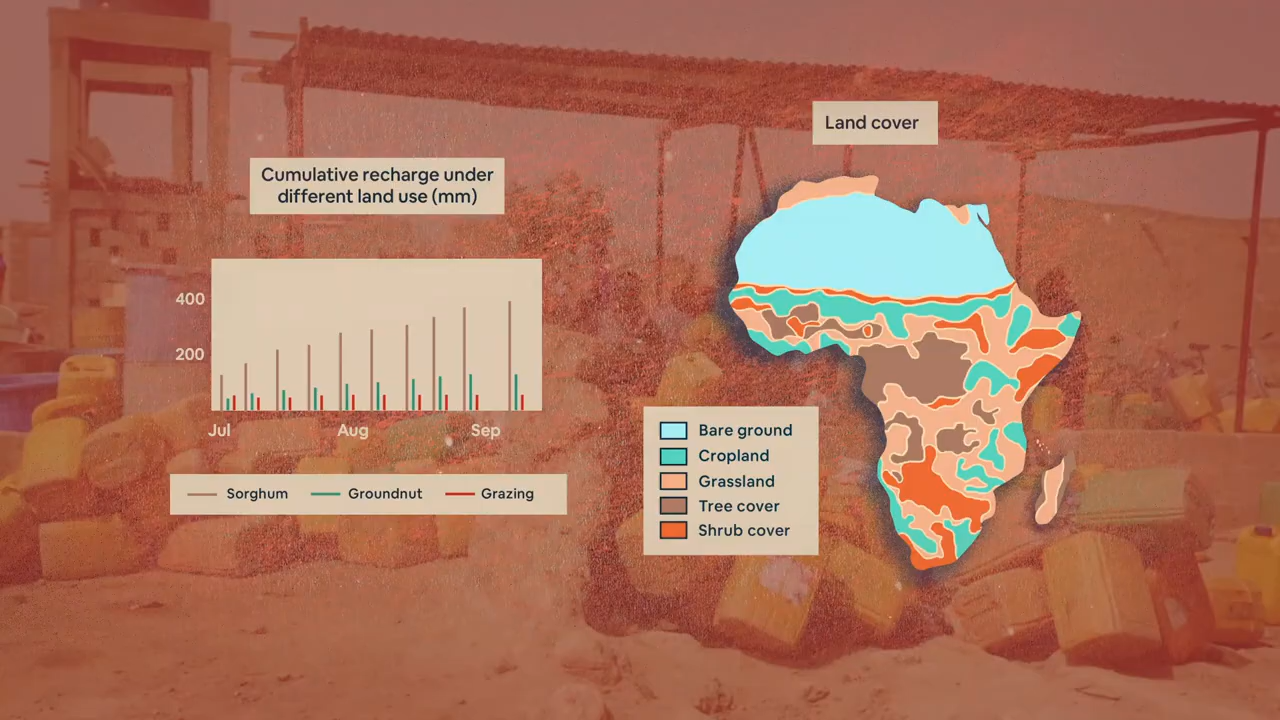 Cumulative recharge under
different land use (mm)
400
200
Jul
Aug
Sep
Sorghum
Groundnut
Grazing
Land cover
Bare ground
Cropland
Grassland
Tree cover
Shrub cover